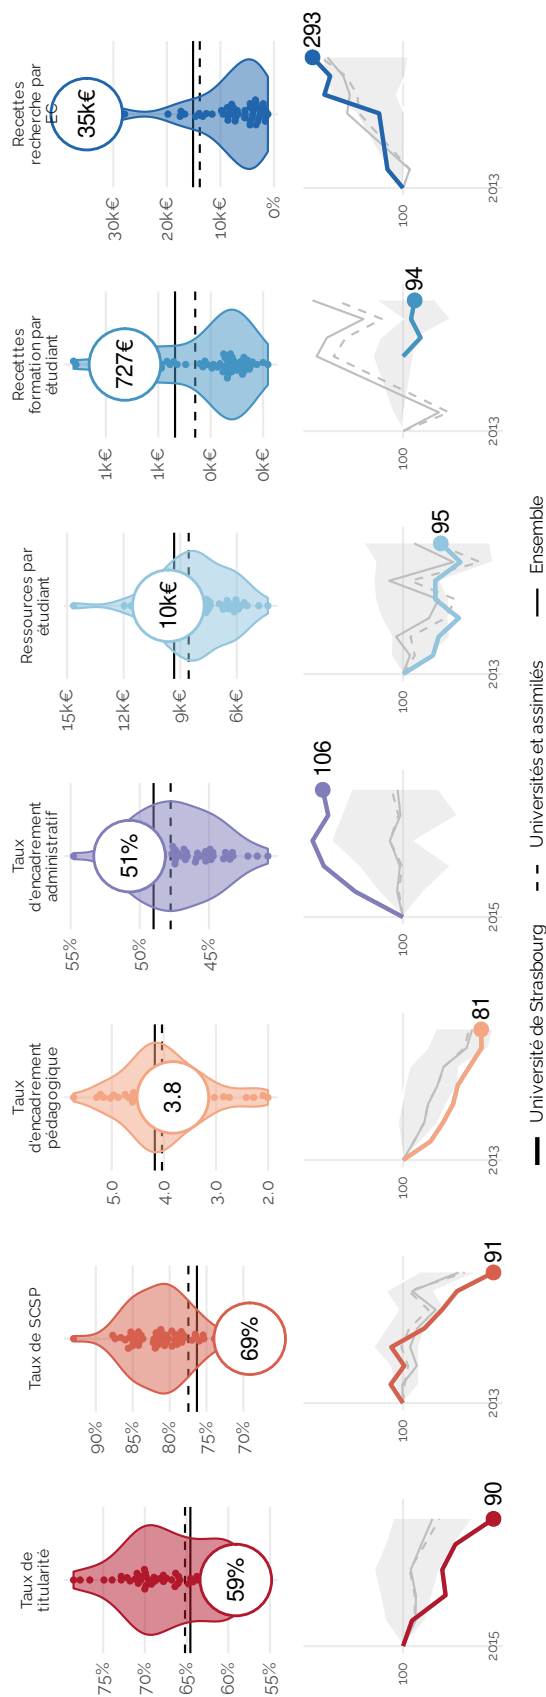 Taux de
titularité
75%
70%
65%
60%
55%
59%
100
2015
90
Taux de SCSP
90%
85%
80%
75%
70%
69%
100
2013
91
Taux
d'encadrement
pédagogique
5.0
4.0
3.0
2.0
3.8
100
2013
81
Taux
d'encadrement
administratif
55%
50%
45%
51%
100
2015
106
Ressources par
étudiant
15k€
12k€
9k€
6k€
10k€
100
2013
95
Recetttes
formation par
étudiant
1k€
1k€
0k€
0k€
727€
100
2013
94
Recettes
recherche par
EC
30k€
20k€
10k€
0%
35k€
100
2013
293
Université de Strasbourg
Universités et assimilés
Ensemble